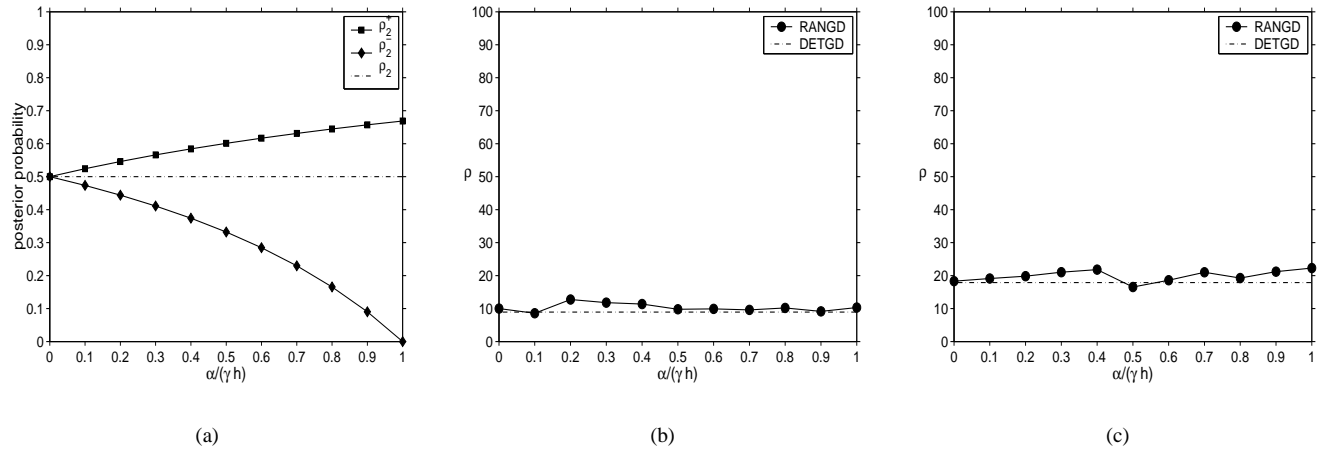 1
0.9
0.8
0.7
0.6
0.5
0.4
0.3
0.2
0.1
0
posterior probability
0 0.1 0.2 0.3 0.4 0.5 0.6 0.7 0.8 0.9 1
α/(γ h)
ρ₂⁺
ρ₂⁻
ρ₂
(a)
100
90
80
70
60
50
40
30
20
10
0
ρ
0 0.1 0.2 0.3 0.4 0.5 0.6 0.7 0.8 0.9 1
α/(γ h)
RANGD
DETGD
(b)
100
90
80
70
60
50
40
30
20
10
0
ρ
0 0.1 0.2 0.3 0.4 0.5 0.6 0.7 0.8 0.9 1
α/(γ h)
RANGD
DETGD
(c)